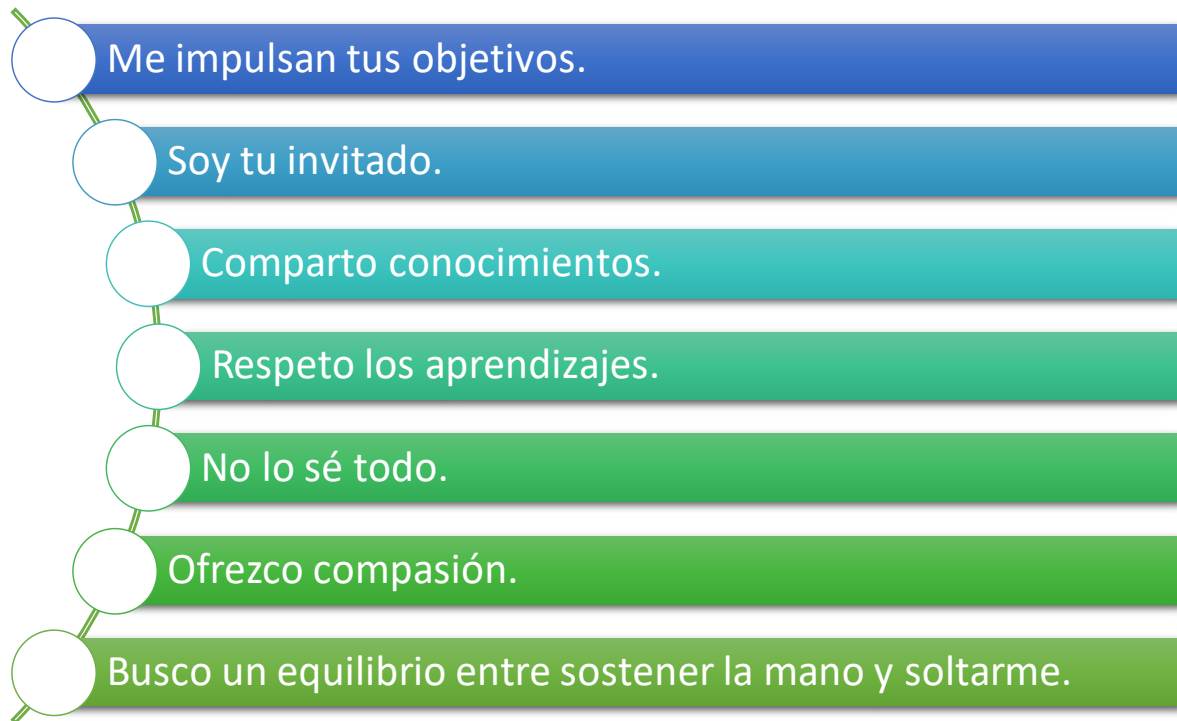 Me impulsan tus objetivos.
Soy tu invitado.
Comparto conocimientos.
Respeto los aprendizajes.
No lo sé todo.
Ofrezco compasión.
Busco un equilibrio entre sostener la mano y soltarme.